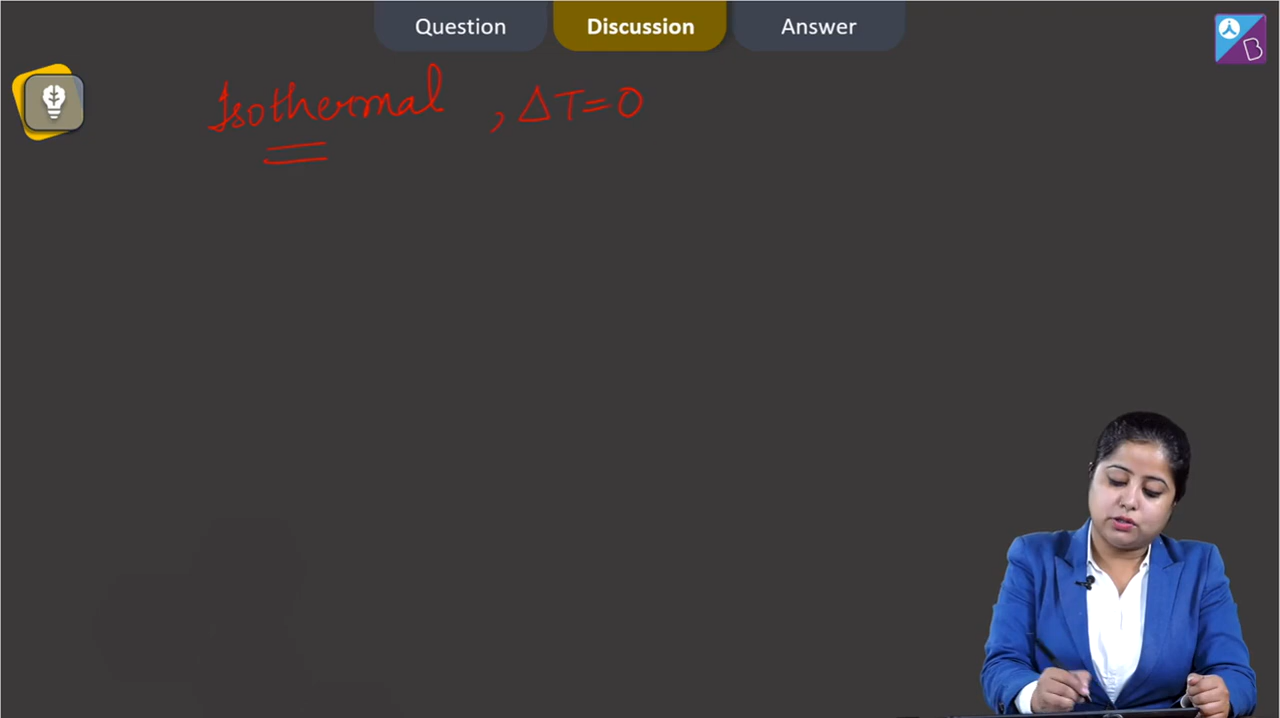 Question Discussion Answer
Isothermal , ΔT=0
B